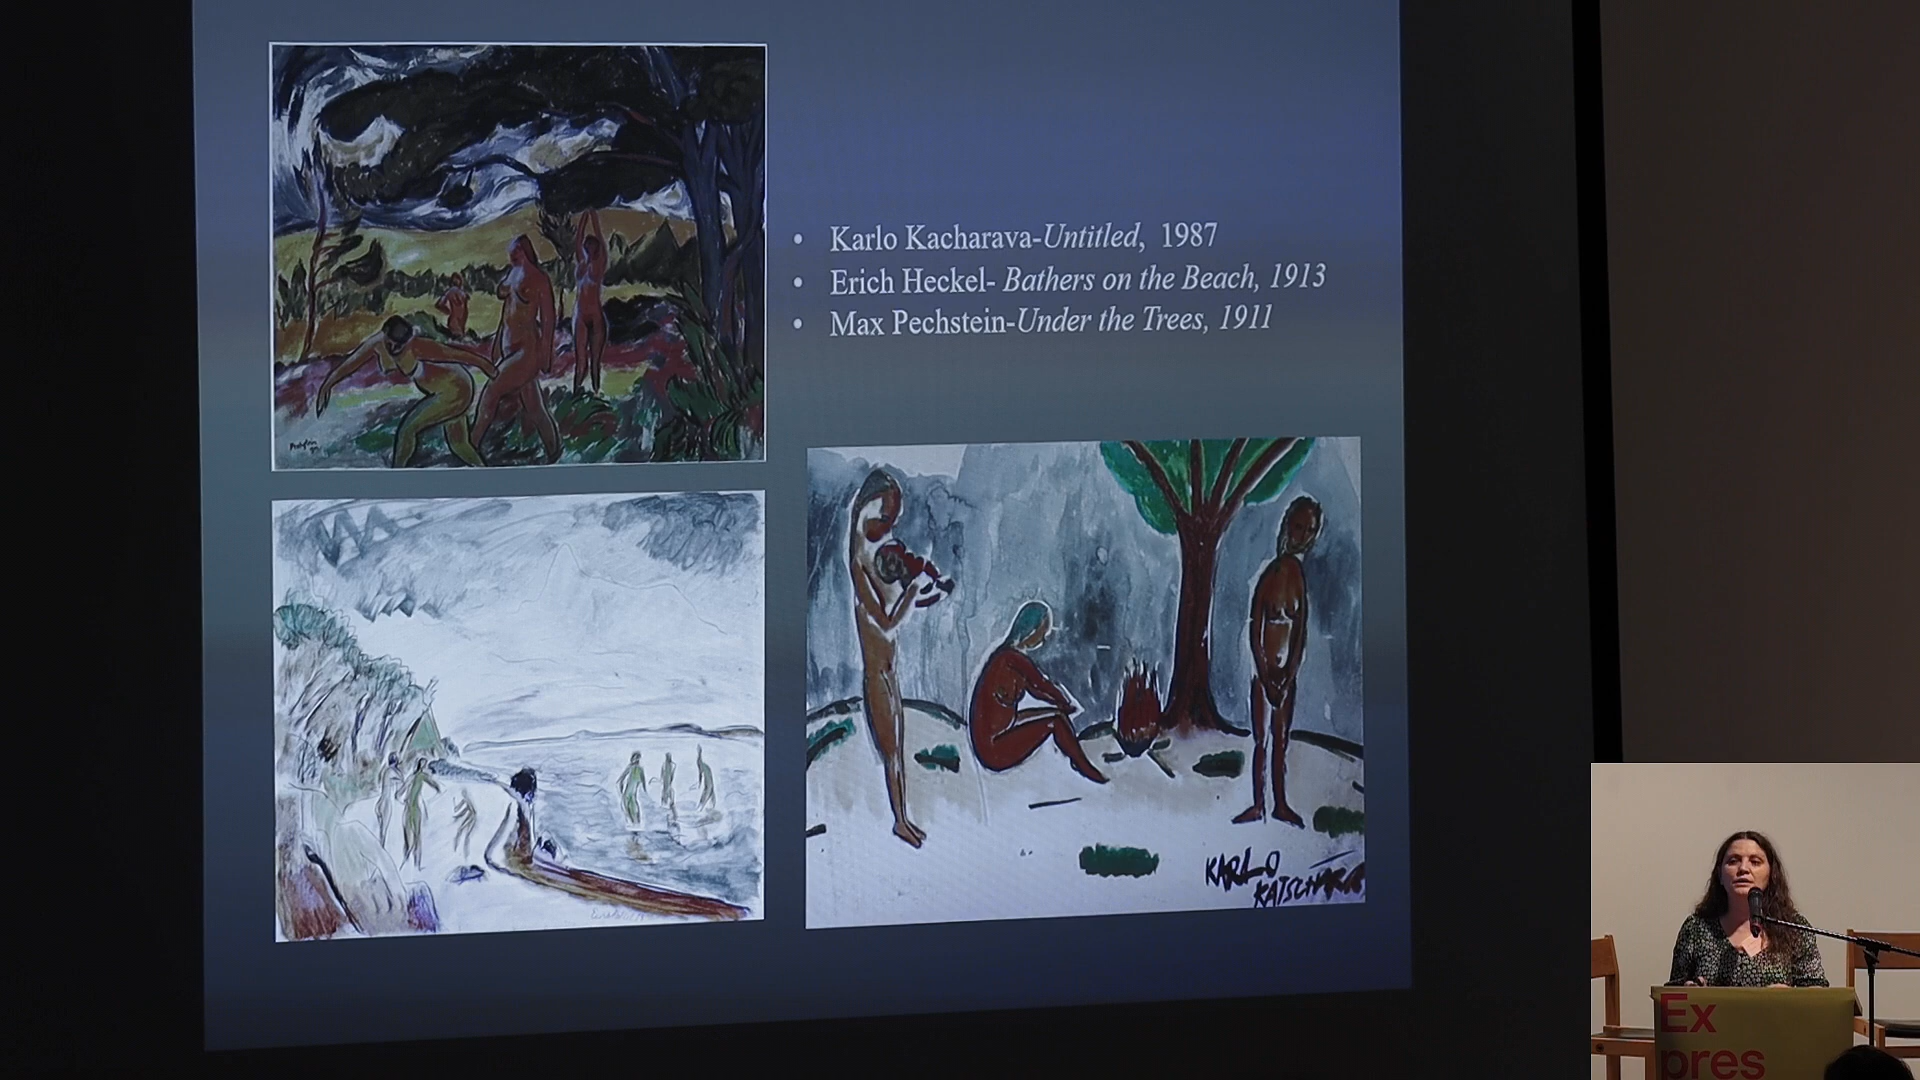 • Karlo Kacharava-Untitled, 1987
• Erich Heckel- Bathers on the Beach, 1913
• Max Pechstein-Under the Trees, 1911
KARLO
Ex
pres